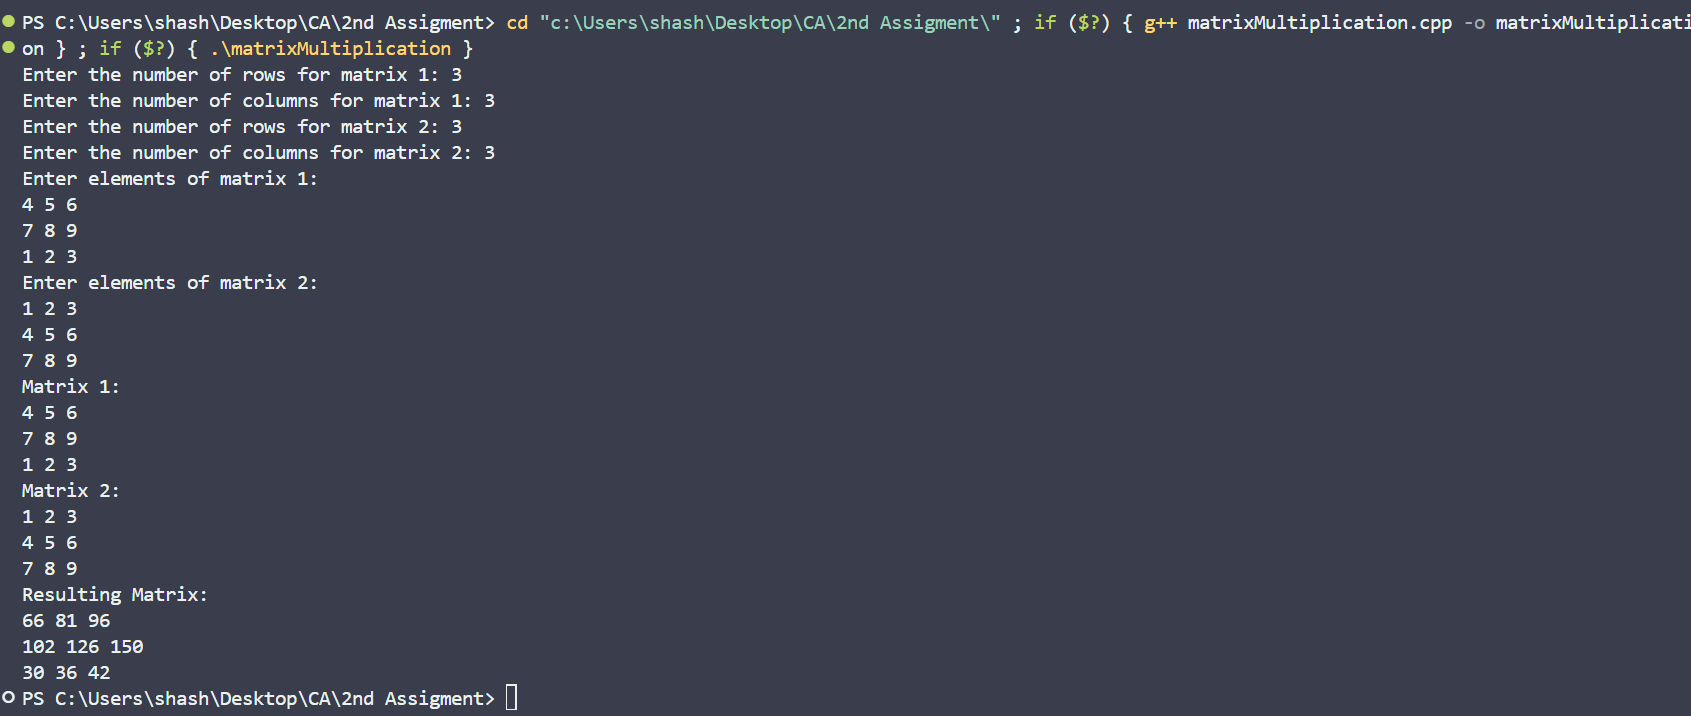 PS C:\Users\shash\Desktop\CA\2nd Assigment> cd "c:\Users\shash\Desktop\CA\2nd Assigment\" ; if ($?) { g++ matrixMultiplication.cpp -o matrixMultiplicati
on } ; if ($?) { .\matrixMultiplication }
Enter the number of rows for matrix 1: 3
Enter the number of columns for matrix 1: 3
Enter the number of rows for matrix 2: 3
Enter the number of columns for matrix 2: 3
Enter elements of matrix 1:
4 5 6
7 8 9
1 2 3
Enter elements of matrix 2:
1 2 3
4 5 6
7 8 9
Matrix 1:
4 5 6
7 8 9
1 2 3
Matrix 2:
1 2 3
4 5 6
7 8 9
Resulting Matrix:
66 81 96
102 126 150
30 36 42
PS C:\Users\shash\Desktop\CA\2nd Assigment>